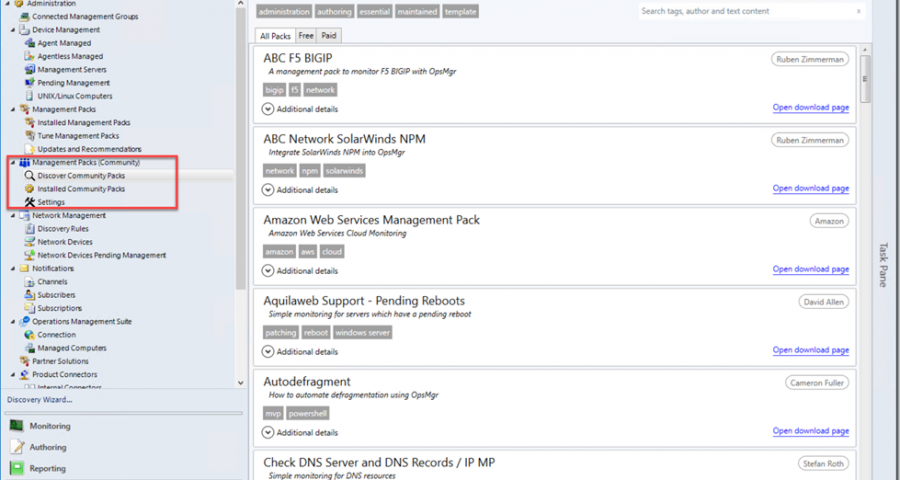 Administration
Connected Management Groups
Device Management
Agent Managed
Agentless Managed
Management Servers
Pending Management
UNIX/Linux Computers
Management Packs
Installed Management Packs
Tune Management Packs
Updates and Recommendations
Management Packs (Community)
Discover Community Packs
Installed Community Packs
Settings
Network Management
Discovery Rules
Network Devices
Network Devices Pending Management
Notifications
Channels
Subscribers
Subscriptions
Operations Management Suite
Connection
Managed Computers
Partner Solutions
Product Connectors
Internal Connectors
Discovery Wizard...
Monitoring
Authoring
Reporting
administration authoring essential maintained template
Search tags, author and text content x
All Packs Free Paid
ABC F5 BIGIP Ruben Zimmerman
A management pack to monitor F5 BIGIP with OpsMgr
bigip f5 network
Additional details Open download page
ABC Network SolarWinds NPM Ruben Zimmerman
Integrate SolarWinds NPM into OpsMgr
network npm solarwinds
Additional details Open download page
Amazon Web Services Management Pack Amazon
Amazon Web Services Cloud Monitoring
amazon aws cloud
Additional details Open download page
Aquilaweb Support - Pending Reboots David Allen
Simple monitoring for servers which have a pending reboot
patching reboot windows server
Additional details Open download page
Autodefragment Cameron Fuller
How to automate defragmentation using OpsMgr
mvp powershell
Additional details Open download page
Check DNS Server and DNS Records / IP MP Stefan Roth
Simple monitoring for DNS resources
Task Pane